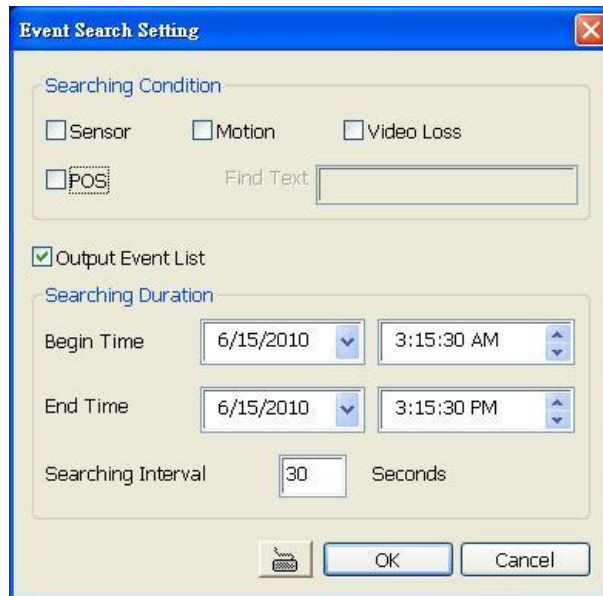 Event Search Setting
Searching Condition
Sensor Motion Video Loss
POS Find Text
Output Event List
Searching Duration
Begin Time 6/15/2010 3:15:30 AM
End Time 6/15/2010 3:15:30 PM
Searching Interval 30 Seconds
OK Cancel